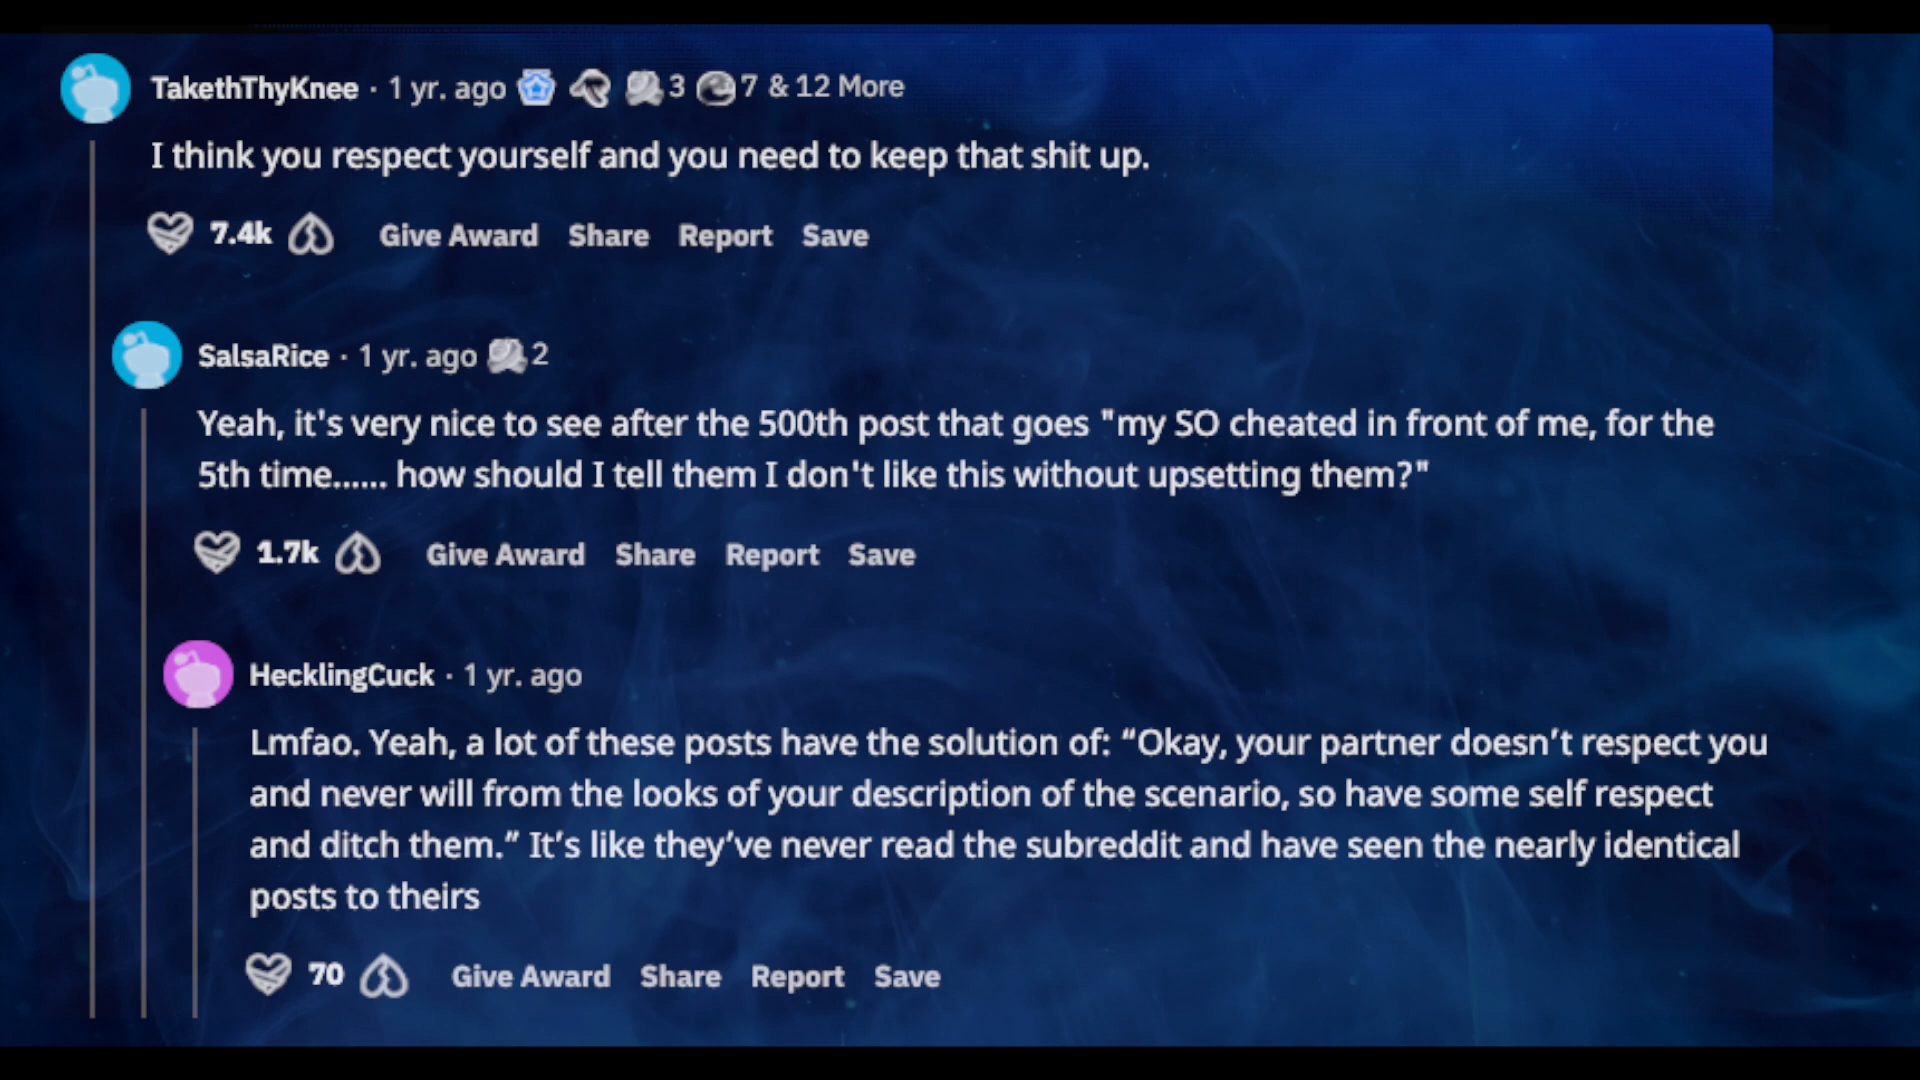 TakethThyKnee · 1 yr. ago 3 7 & 12 More
I think you respect yourself and you need to keep that shit up.
7.4k Give Award Share Report Save
SalsaRice · 1 yr. ago 2
Yeah, it's very nice to see after the 500th post that goes "my SO cheated in front of me, for the
5th time...... how should I tell them I don't like this without upsetting them?"
1.7k Give Award Share Report Save
HecklingCuck · 1 yr. ago
Lmfao. Yeah, a lot of these posts have the solution of: “Okay, your partner doesn’t respect you
and never will from the looks of your description of the scenario, so have some self respect
and ditch them.” It’s like they’ve never read the subreddit and have seen the nearly identical
posts to theirs
70 Give Award Share Report Save